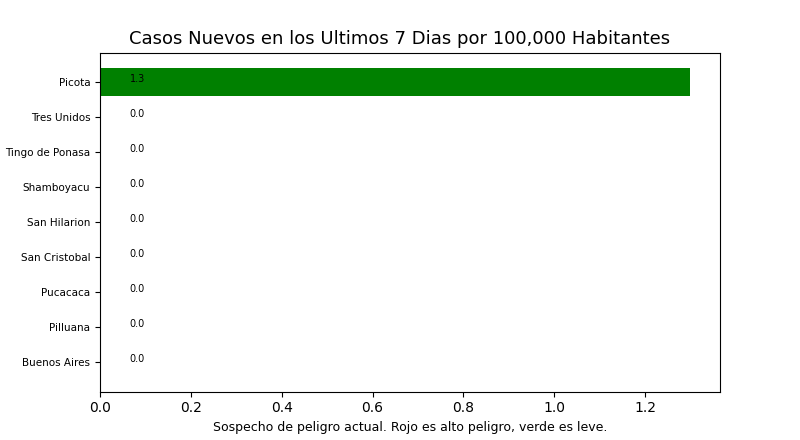 Casos Nuevos en los Ultimos 7 Dias por 100,000 Habitantes
Picota 1.3
Tres Unidos 0.0
Tingo de Ponasa 0.0
Shamboyacu 0.0
San Hilarion 0.0
San Cristobal 0.0
Pucacaca 0.0
Pilluana 0.0
Buenos Aires 0.0
0.0 0.2 0.4 0.6 0.8 1.0 1.2
Sospecho de peligro actual. Rojo es alto peligro, verde es leve.